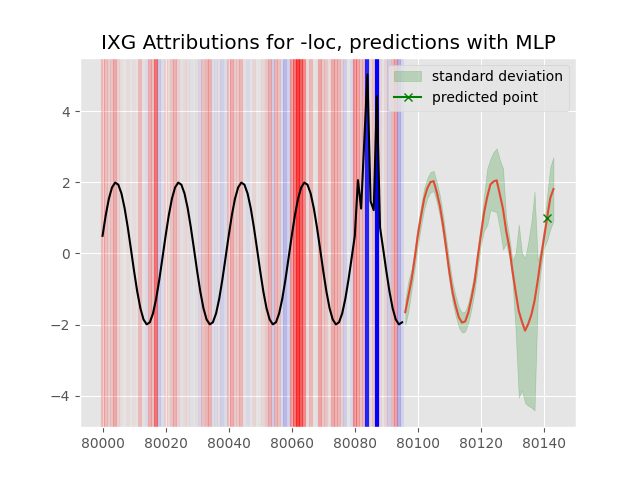 IXG Attributions for -loc, predictions with MLP
standard deviation
predicted point
4
2
0
−2
−4
80000 80020 80040 80060 80080 80100 80120 80140